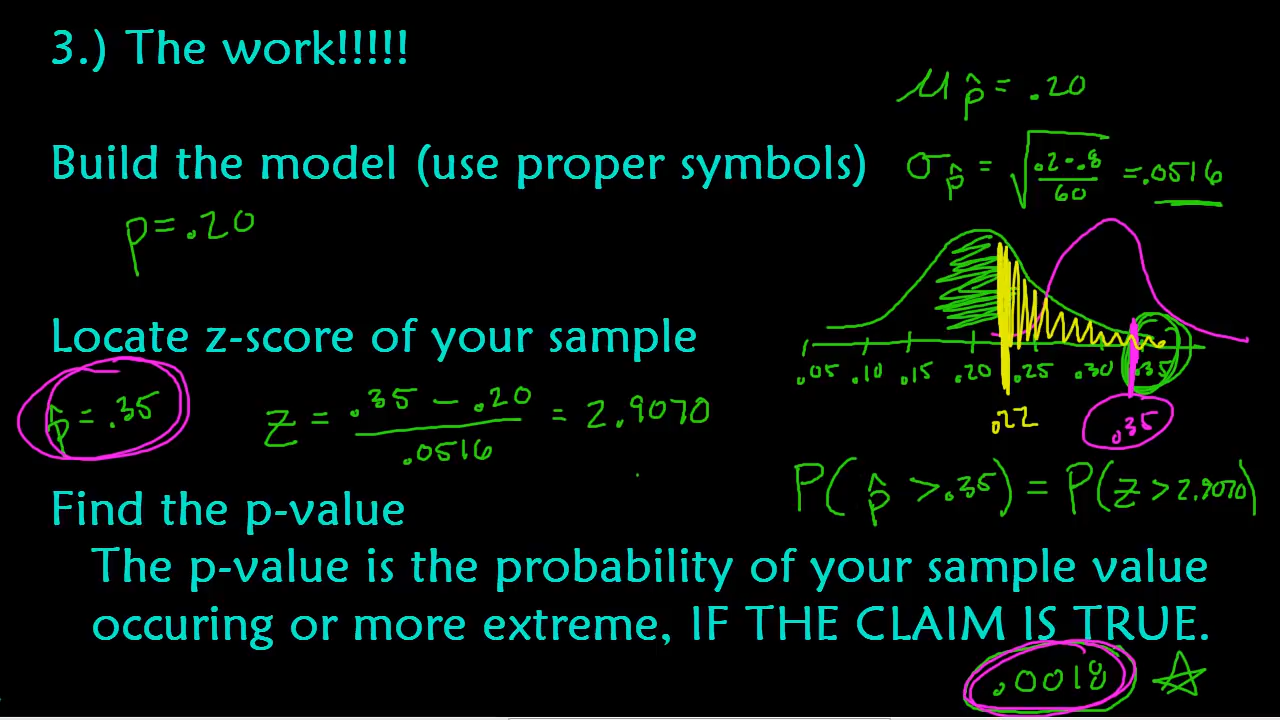 3.) The work!!!!!
μp̂ = .20
Build the model (use proper symbols)
σp̂ = √(.2 · .8 / 60) = .0516
p = .20
Locate z-score of your sample
.05 .10 .15 .20 .25 .30 .35
.22 .35
p̂ = .35 z = (.35 − .20) / .0516 = 2.9070
P(p̂ > .35) = P(z > 2.9070)
Find the p-value
The p-value is the probability of your sample value
occuring or more extreme, IF THE CLAIM IS TRUE.
.0018